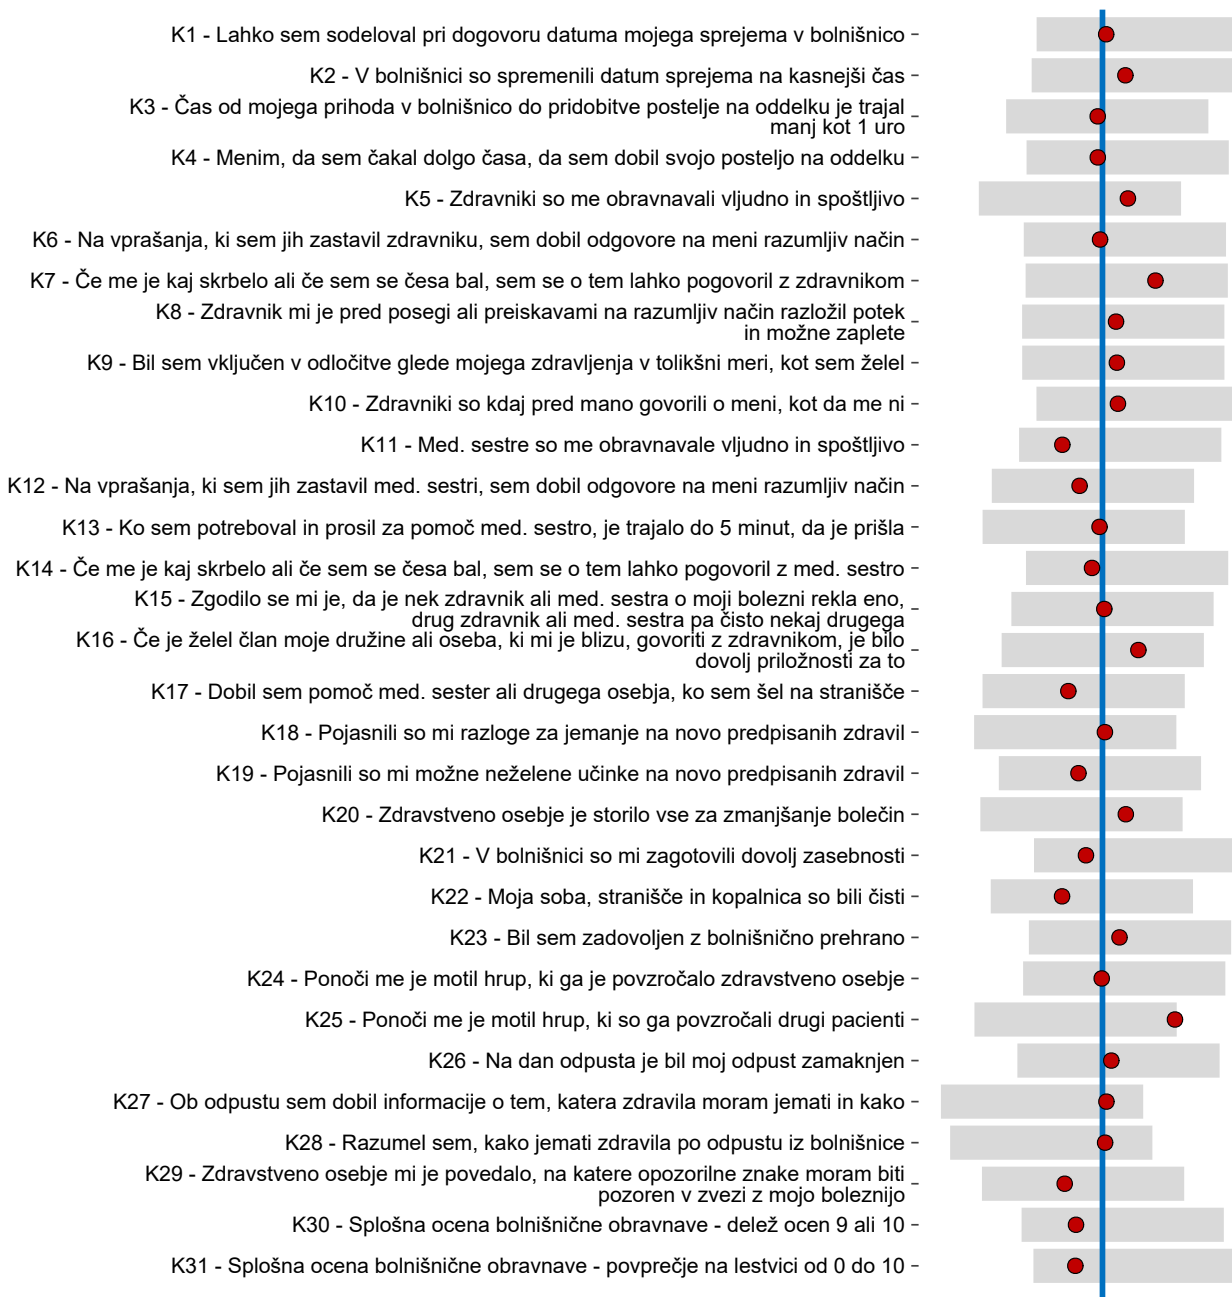 K1 - Lahko sem sodeloval pri dogovoru datuma mojega sprejema v bolnišnico
K2 - V bolnišnici so spremenili datum sprejema na kasnejši čas
K3 - Čas od mojega prihoda v bolnišnico do pridobitve postelje na oddelku je trajal
manj kot 1 uro
K4 - Menim, da sem čakal dolgo časa, da sem dobil svojo posteljo na oddelku
K5 - Zdravniki so me obravnavali vljudno in spoštljivo
K6 - Na vprašanja, ki sem jih zastavil zdravniku, sem dobil odgovore na meni razumljiv način
K7 - Če me je kaj skrbelo ali če sem se česa bal, sem se o tem lahko pogovoril z zdravnikom
K8 - Zdravnik mi je pred posegi ali preiskavami na razumljiv način razložil potek
in možne zaplete
K9 - Bil sem vključen v odločitve glede mojega zdravljenja v tolikšni meri, kot sem želel
K10 - Zdravniki so kdaj pred mano govorili o meni, kot da me ni
K11 - Med. sestre so me obravnavale vljudno in spoštljivo
K12 - Na vprašanja, ki sem jih zastavil med. sestri, sem dobil odgovore na meni razumljiv način
K13 - Ko sem potreboval in prosil za pomoč med. sestro, je trajalo do 5 minut, da je prišla
K14 - Če me je kaj skrbelo ali če sem se česa bal, sem se o tem lahko pogovoril z med. sestro
K15 - Zgodilo se mi je, da je nek zdravnik ali med. sestra o moji bolezni rekla eno,
drug zdravnik ali med. sestra pa čisto nekaj drugega
K16 - Če je želel član moje družine ali oseba, ki mi je blizu, govoriti z zdravnikom, je bilo
dovolj priložnosti za to
K17 - Dobil sem pomoč med. sester ali drugega osebja, ko sem šel na stranišče
K18 - Pojasnili so mi razloge za jemanje na novo predpisanih zdravil
K19 - Pojasnili so mi možne neželene učinke na novo predpisanih zdravil
K20 - Zdravstveno osebje je storilo vse za zmanjšanje bolečin
K21 - V bolnišnici so mi zagotovili dovolj zasebnosti
K22 - Moja soba, stranišče in kopalnica so bili čisti
K23 - Bil sem zadovoljen z bolnišnično prehrano
K24 - Ponoči me je motil hrup, ki ga je povzročalo zdravstveno osebje
K25 - Ponoči me je motil hrup, ki so ga povzročali drugi pacienti
K26 - Na dan odpusta je bil moj odpust zamaknjen
K27 - Ob odpustu sem dobil informacije o tem, katera zdravila moram jemati in kako
K28 - Razumel sem, kako jemati zdravila po odpustu iz bolnišnice
K29 - Zdravstveno osebje mi je povedalo, na katere opozorilne znake moram biti
pozoren v zvezi z mojo boleznijo
K30 - Splošna ocena bolnišnične obravnave - delež ocen 9 ali 10
K31 - Splošna ocena bolnišnične obravnave - povprečje na lestvici od 0 do 10